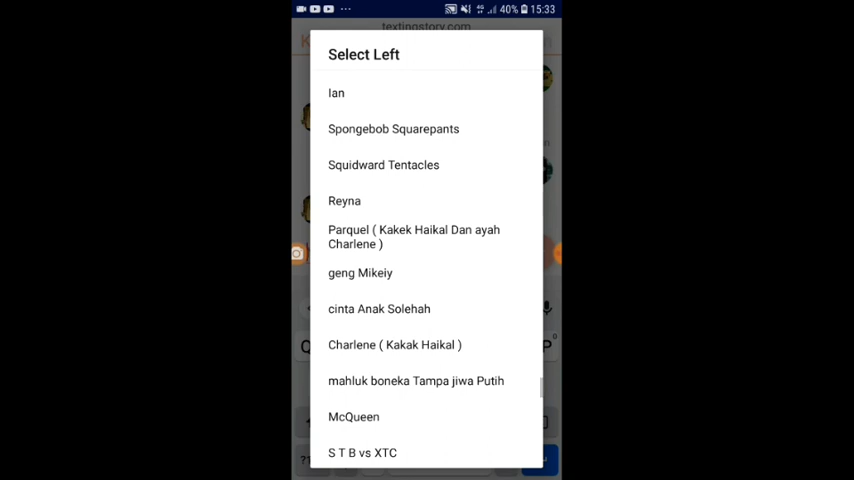 40% 15:33
textingstory.com
Select Left
Ian
Spongebob Squarepants
Squidward Tentacles
Reyna
Parquel ( Kakek Haikal Dan ayah
Charlene )
geng Mikeiy
cinta Anak Solehah
Charlene ( Kakak Haikal )
mahluk boneka Tampa jiwa Putih
McQueen
S T B vs XTC